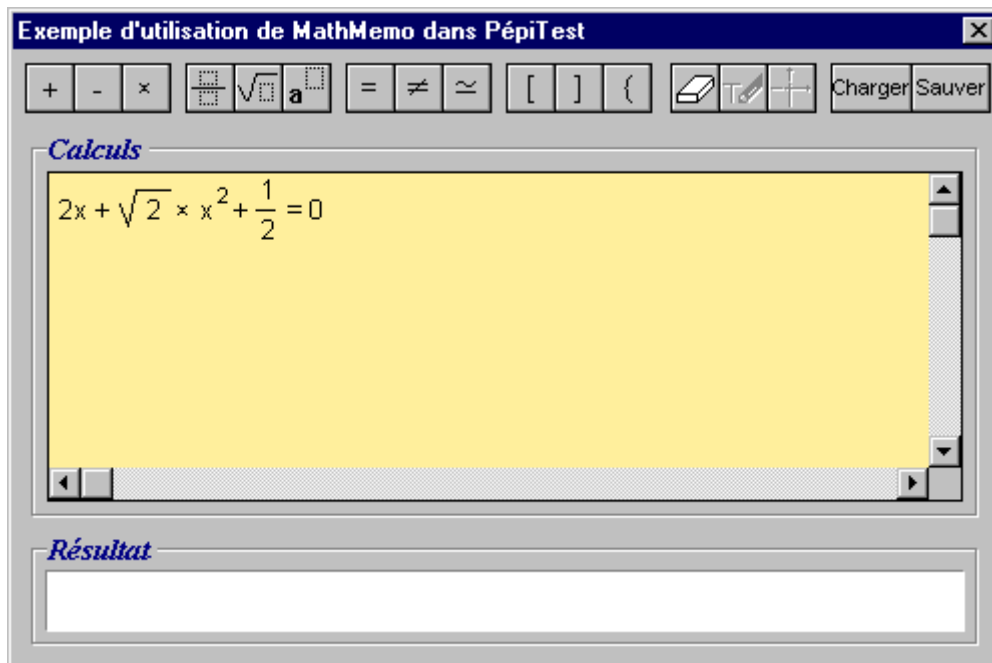 Exemple d'utilisation de MathMemo dans PépiTest
+ - × √ a = ≠ ≃ [ ] { T Charger Sauver
Calculs
2x + √2 × x² + 1/2 = 0
Résultat